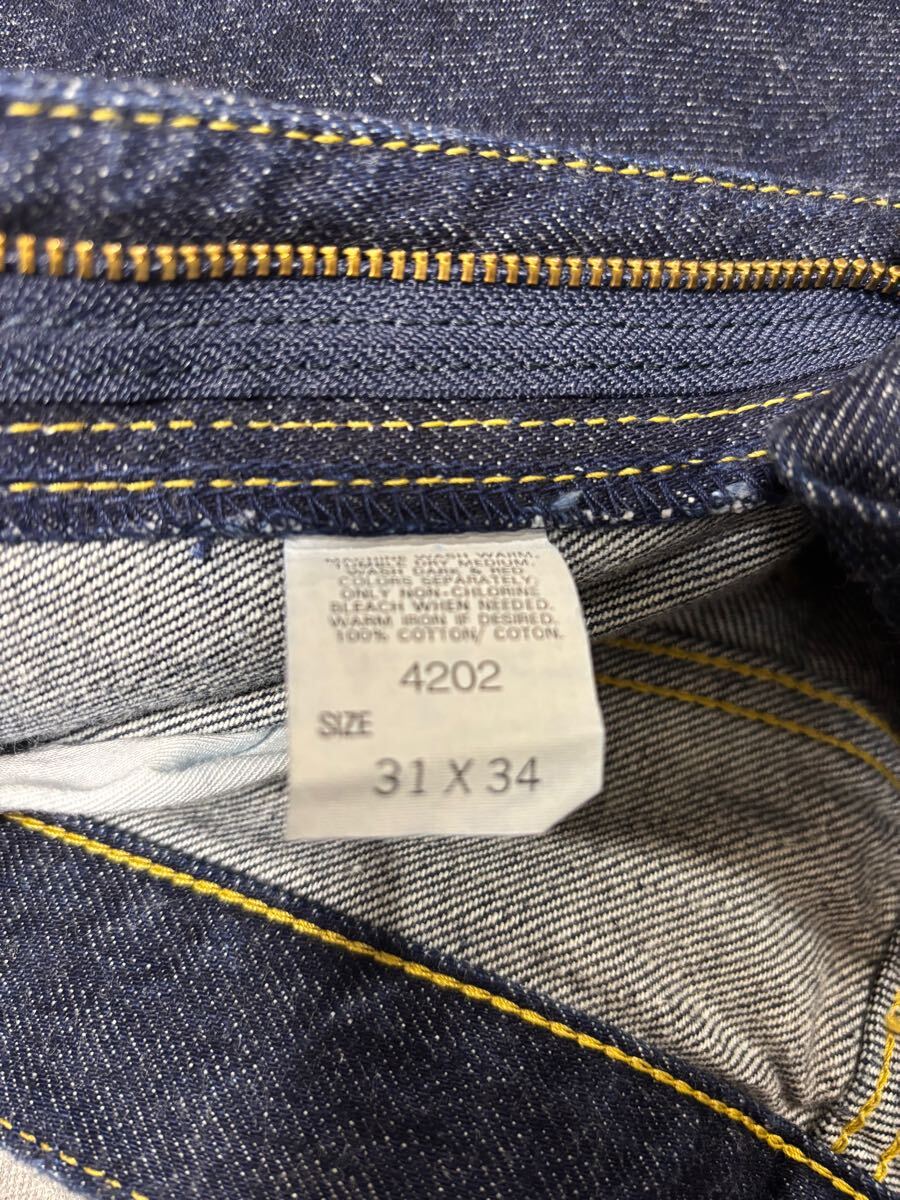 MACHINE WASH WARM.
TUMBLE DRY MEDIUM.
WASH DARK & RED
COLORS SEPARATELY.
ONLY NON-CHLORINE
BLEACH WHEN NEEDED.
WARM IRON IF DESIRED.
100% COTTON/ COTON.
4202
SIZE
31 X 34